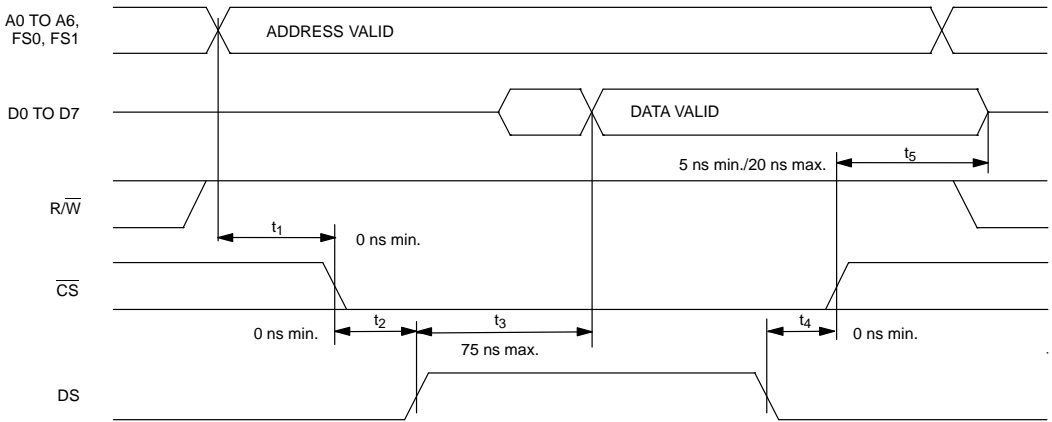 A0 TO A6,
FS0, FS1
ADDRESS VALID
D0 TO D7
DATA VALID
5 ns min./20 ns max.
t5
R/W̅
t1
0 ns min.
C̅S̅
0 ns min.
t2
t3
75 ns max.
t4
0 ns min.
DS